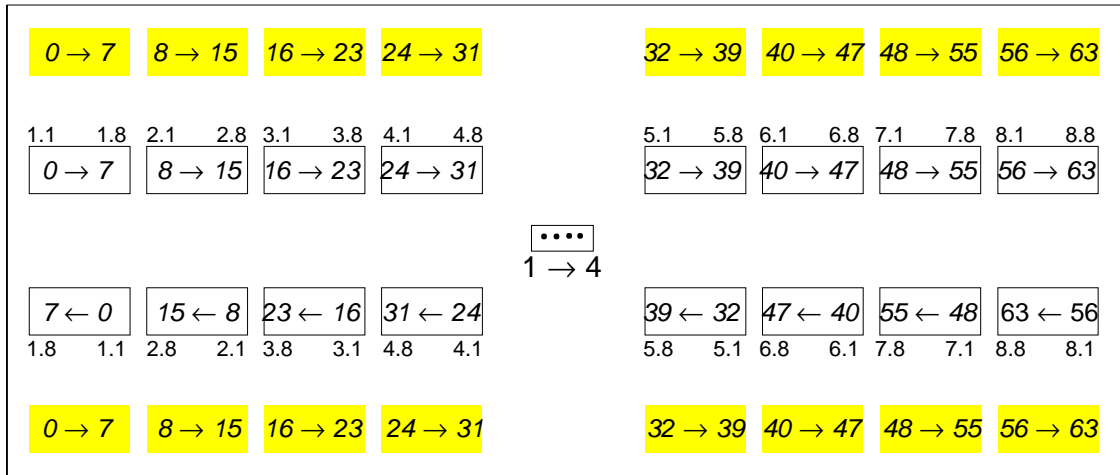 0 → 7 8 → 15 16 → 23 24 → 31 32 → 39 40 → 47 48 → 55 56 → 63
1.1 1.8 2.1 2.8 3.1 3.8 4.1 4.8 5.1 5.8 6.1 6.8 7.1 7.8 8.1 8.8
0 → 7 8 → 15 16 → 23 24 → 31 32 → 39 40 → 47 48 → 55 56 → 63
••••
1 → 4
7 ← 0 15 ← 8 23 ← 16 31 ← 24 39 ← 32 47 ← 40 55 ← 48 63 ← 56
1.8 1.1 2.8 2.1 3.8 3.1 4.8 4.1 5.8 5.1 6.8 6.1 7.8 7.1 8.8 8.1
0 → 7 8 → 15 16 → 23 24 → 31 32 → 39 40 → 47 48 → 55 56 → 63